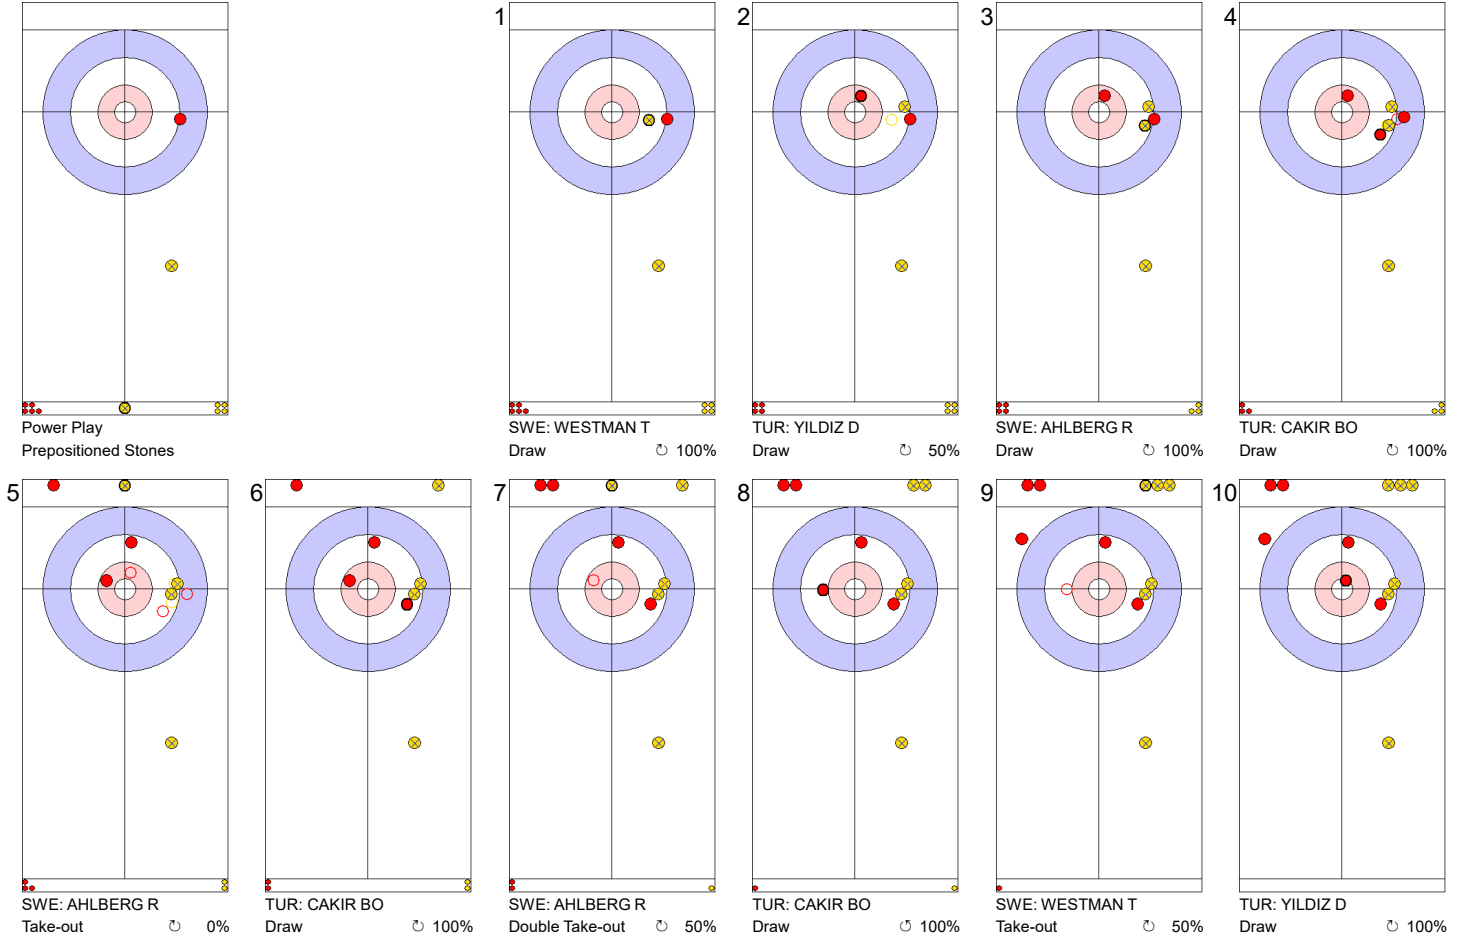 1
2
3
4
Power Play
Prepositioned Stones
SWE: WESTMAN T
Draw ↻ 100%
TUR: YILDIZ D
Draw ↻ 50%
SWE: AHLBERG R
Draw ↻ 100%
TUR: CAKIR BO
Draw ↻ 100%
5
6
7
8
9
10
SWE: AHLBERG R
Take-out ↻ 0%
TUR: CAKIR BO
Draw ↻ 100%
SWE: AHLBERG R
Double Take-out ↻ 50%
TUR: CAKIR BO
Draw ↺ 100%
SWE: WESTMAN T
Take-out ↻ 50%
TUR: YILDIZ D
Draw ↻ 100%